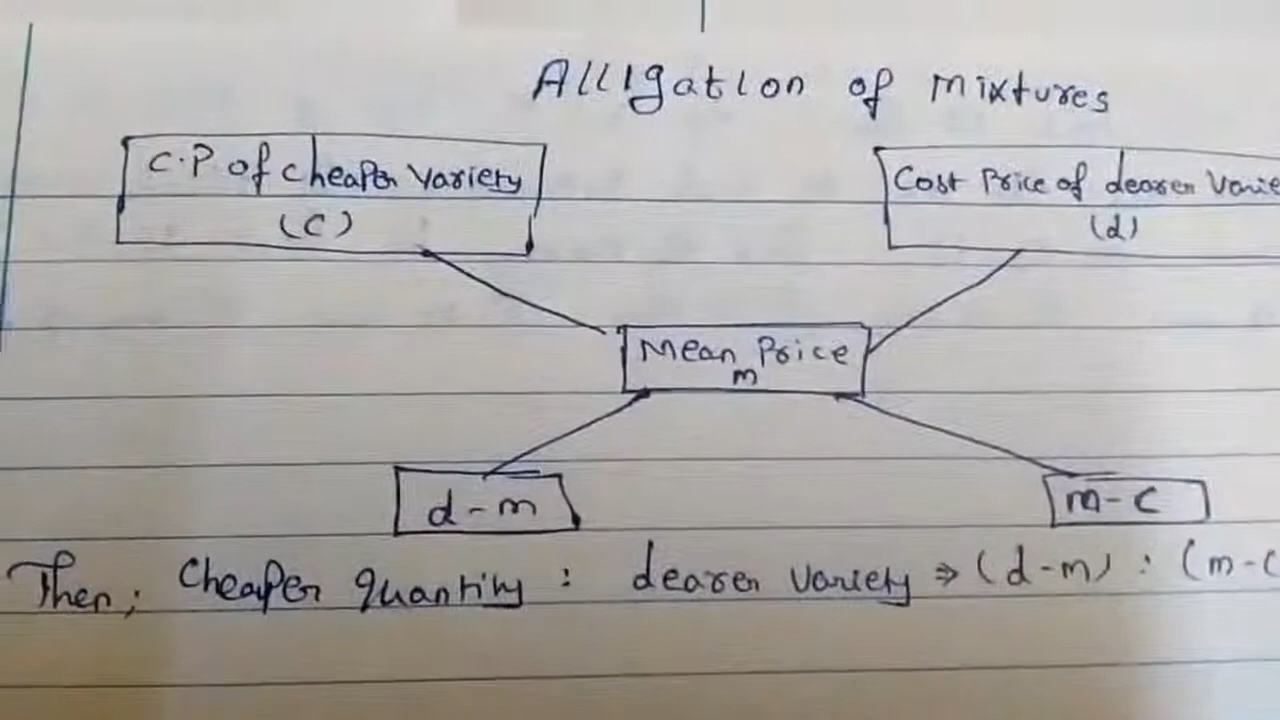 Alligation of mixtures
C.P of cheaper variety
(C)
Cost Price of dearer Varie
(d)
Mean Price
m
d-m
m-c
Then; Cheaper quantity : dearer variety ⇒ (d-m) : (m-c